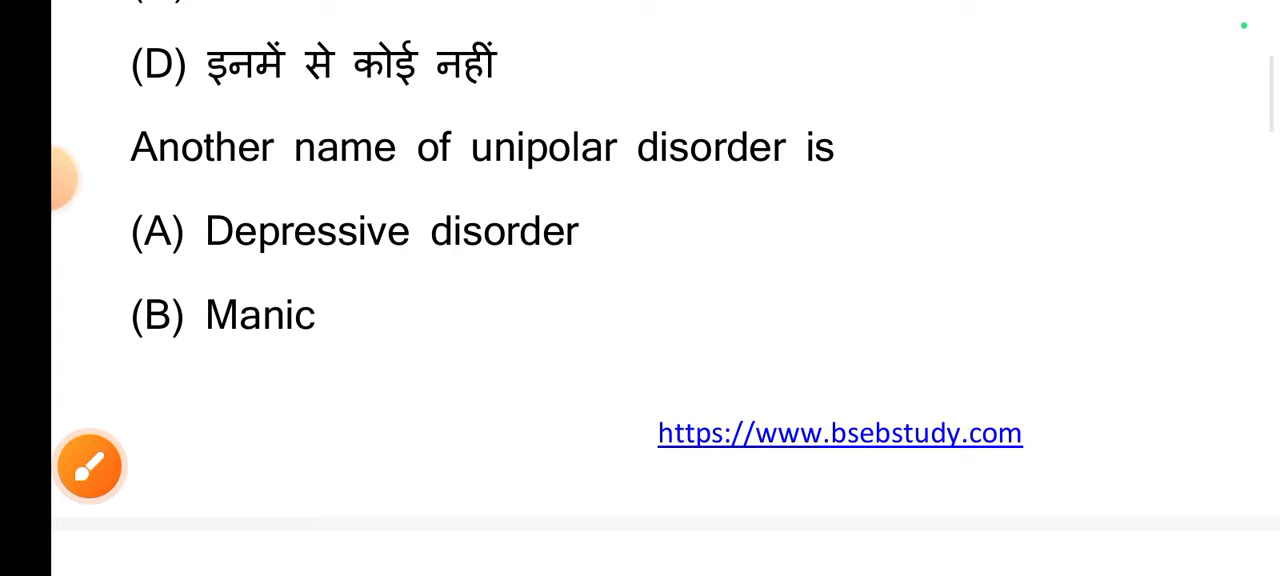 (D) इनमें से कोई नहीं
Another name of unipolar disorder is
(A) Depressive disorder
(B) Manic
https://www.bsebstudy.com